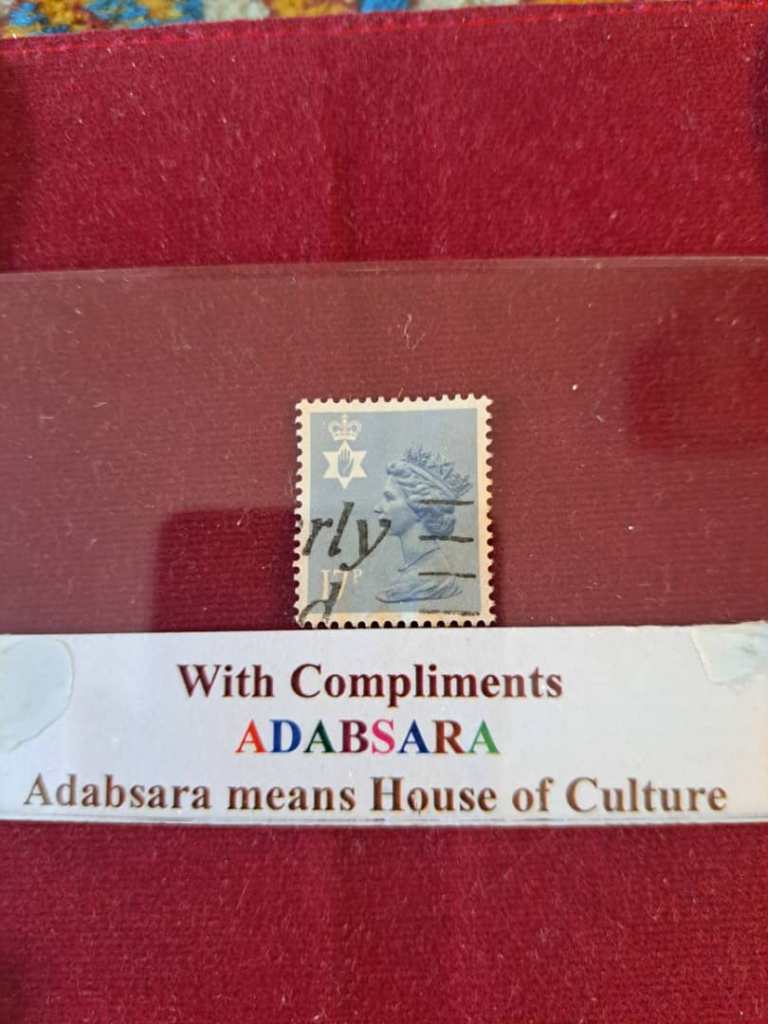 rly
17P
d
With Compliments
ADABSARA
Adabsara means House of Culture